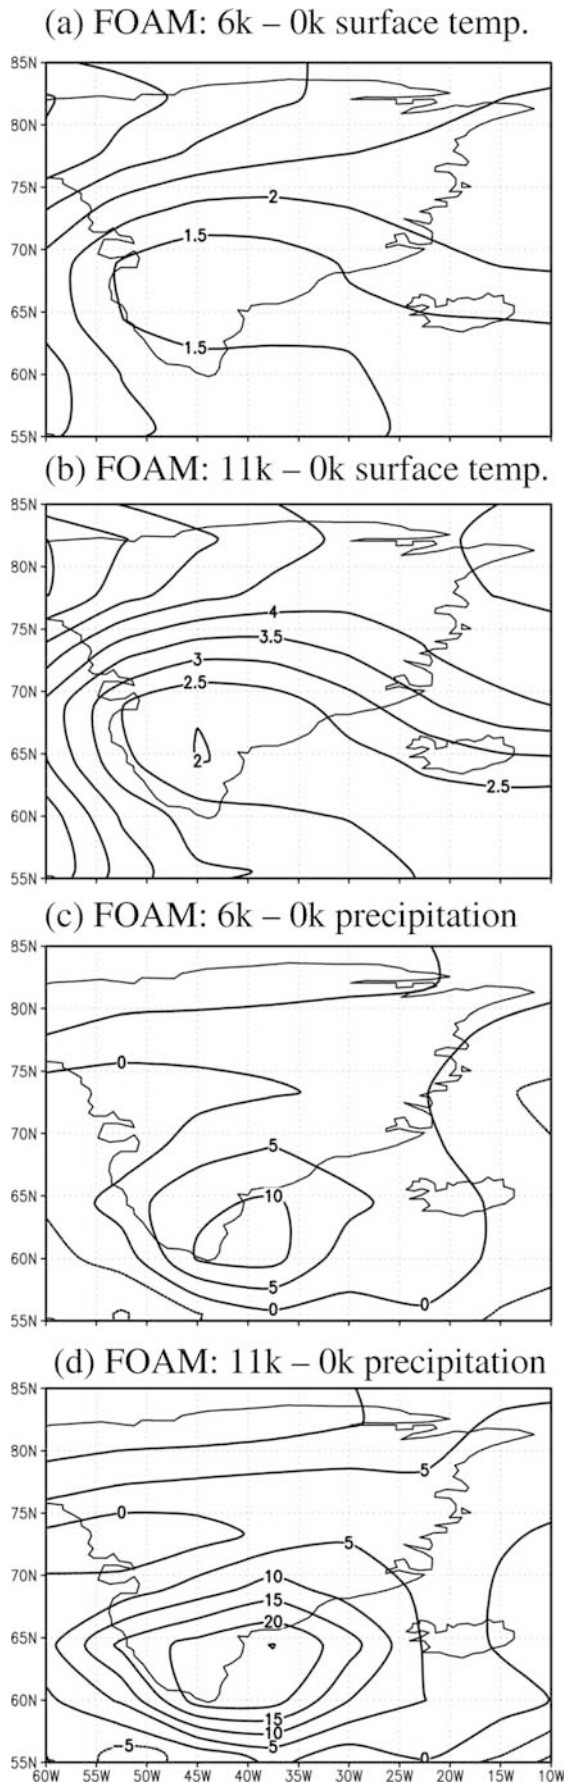 (a) FOAM: 6k – 0k surface temp.
85N
80N
75N
2
70N
1.5
65N
60N
1.5
55N
(b) FOAM: 11k – 0k surface temp.
85N
80N
75N
4
3.5
3
70N
2.5
65N
2
2.5
60N
55N
(c) FOAM: 6k – 0k precipitation
85N
80N
75N
0
70N
5
65N
10
60N
5
0
0
55N
(d) FOAM: 11k – 0k precipitation
85N
80N
5
75N
0
5
70N
10
15
20
65N
60N
15
10
5
−5
0
55N
60W 55W 50W 45W 40W 35W 30W 25W 20W 15W 10W